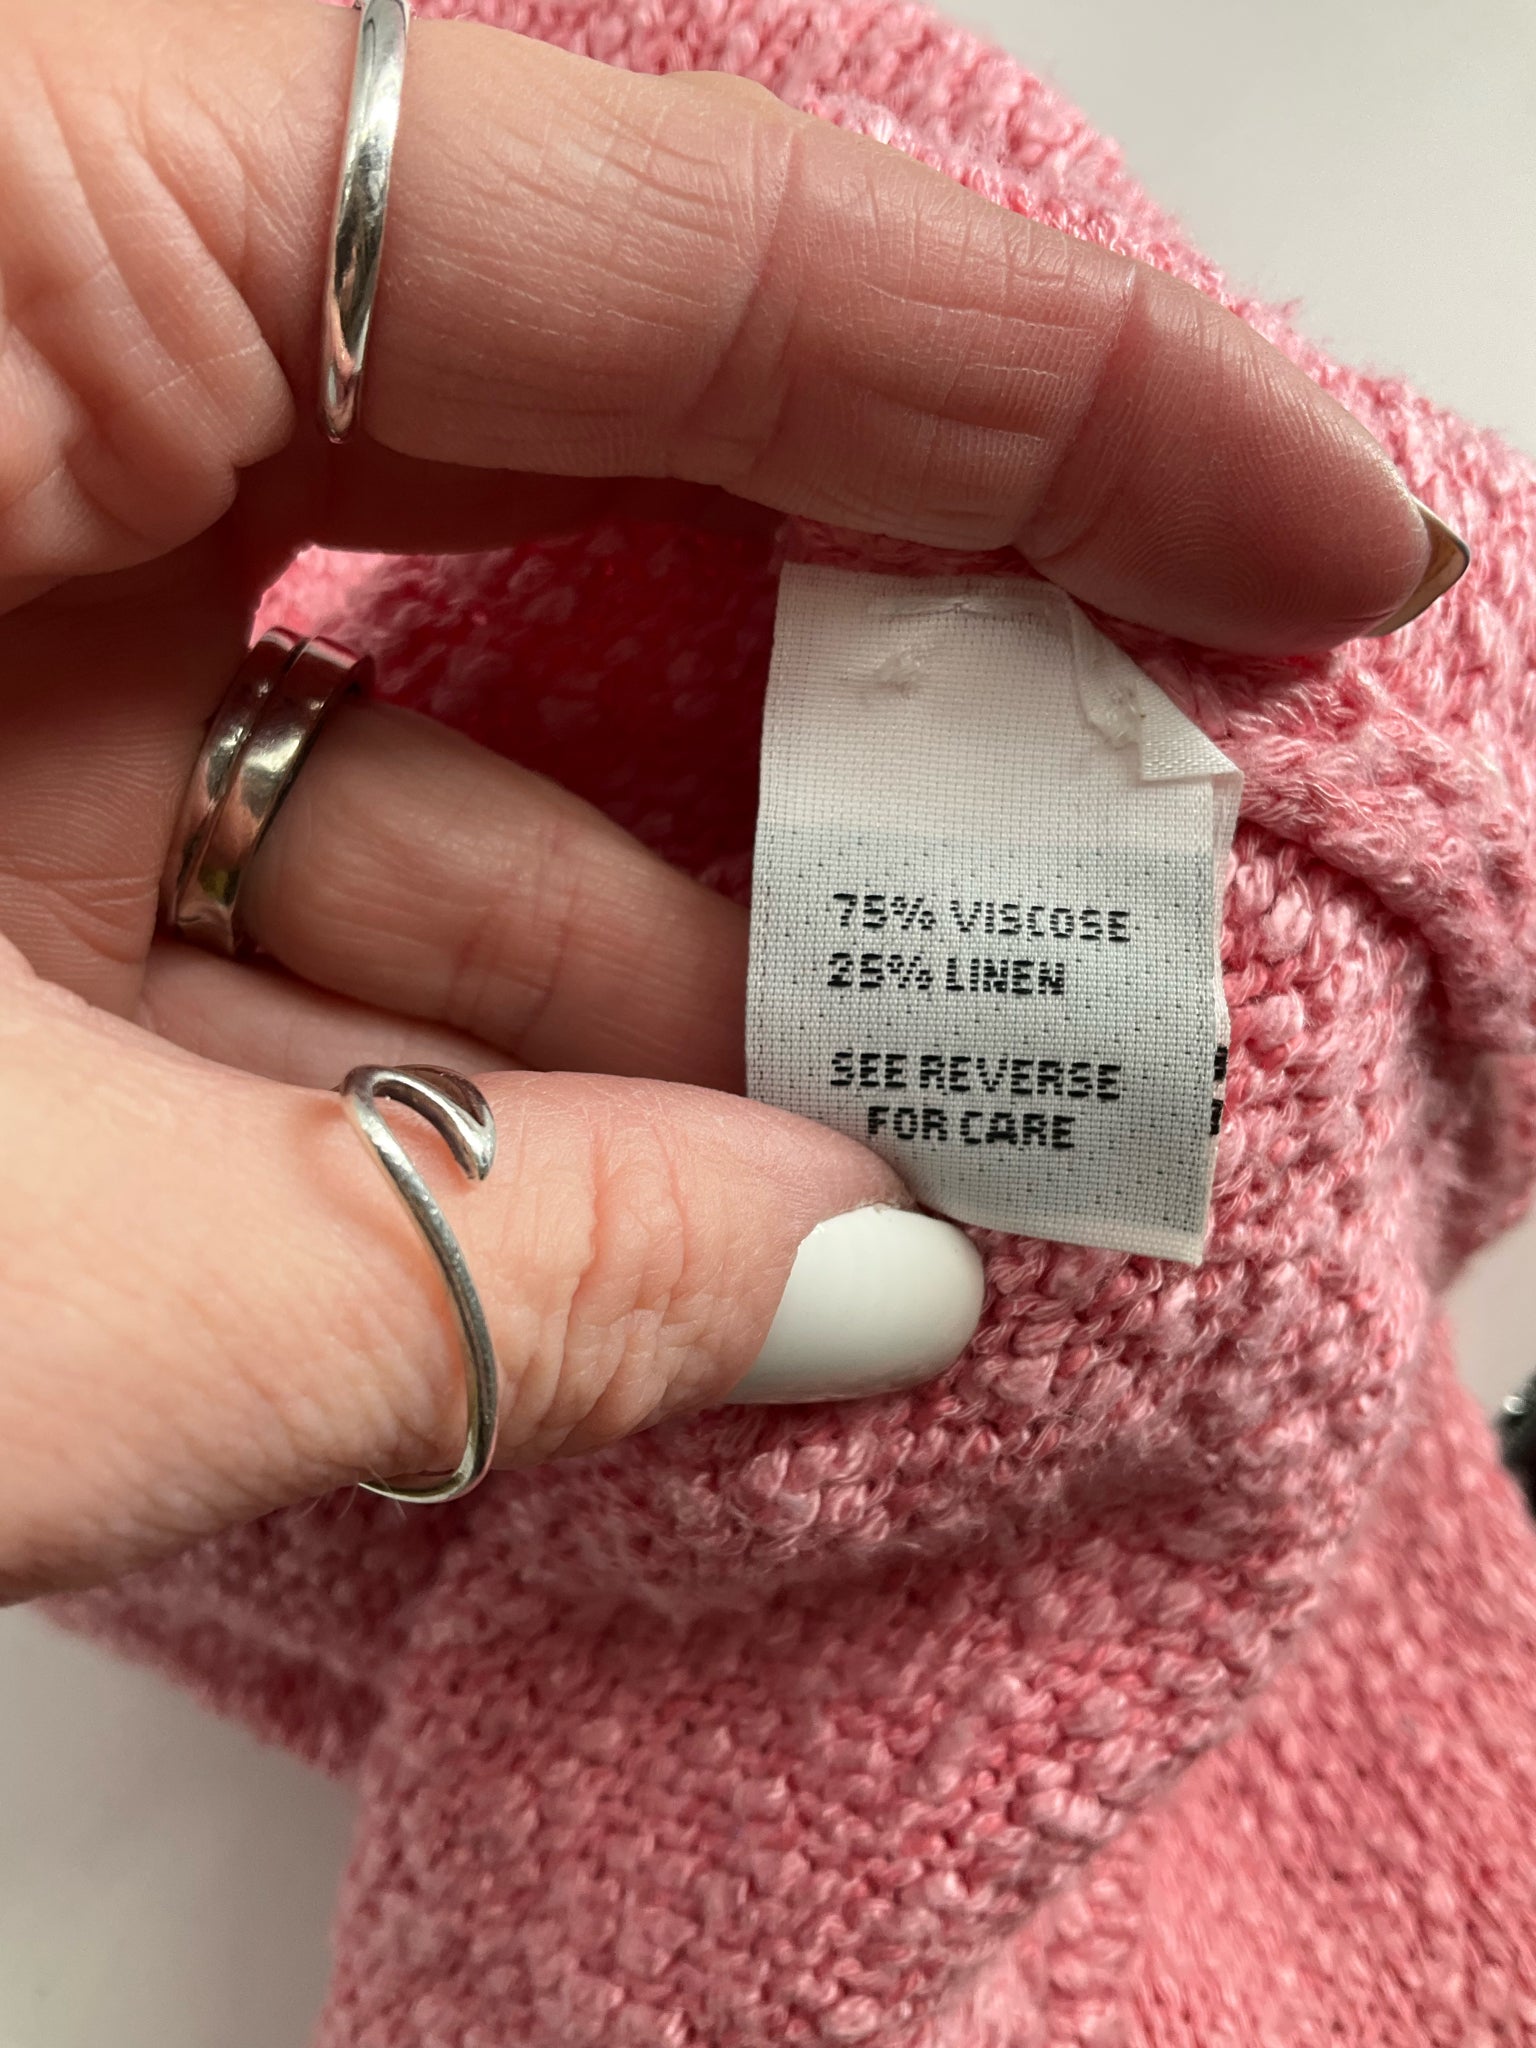 75% VISCOSE
25% LINEN
SEE REVERSE
FOR CARE